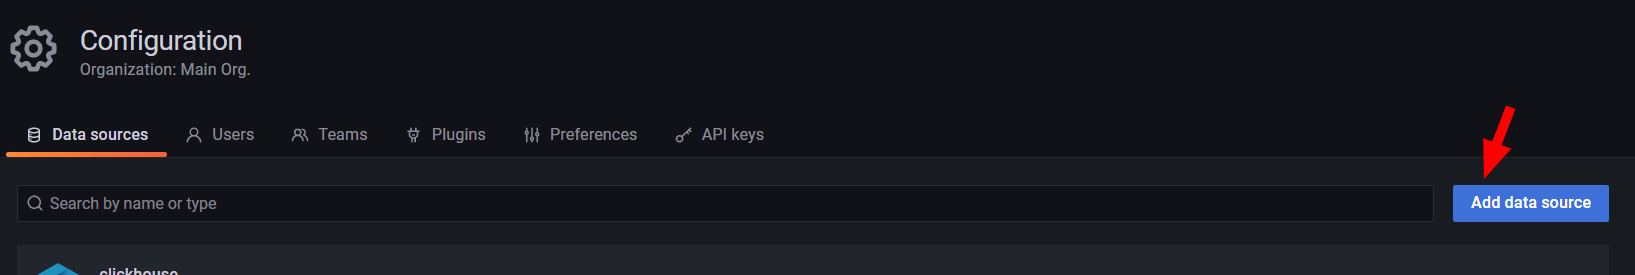 Configuration
Organization: Main Org.
Data sources Users Teams Plugins Preferences API keys
Search by name or type
Add data source
clickhouse